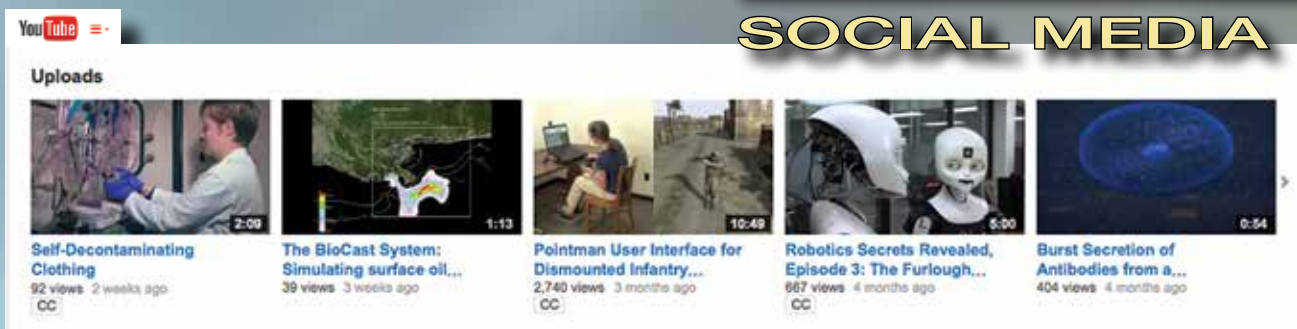 YouTube
SOCIAL MEDIA
Uploads
2:09
1:13
10:49
5:00
0:54
Self-Decontaminating
Clothing
92 views 2 weeks ago
CC
The BioCast System:
Simulating surface oil...
39 views 3 weeks ago
Pointman User Interface for
Dismounted Infantry...
2,740 views 3 months ago
CC
Robotics Secrets Revealed,
Episode 3: The Furlough...
667 views 4 months ago
CC
Burst Secretion of
Antibodies from a...
404 views 4 months ago